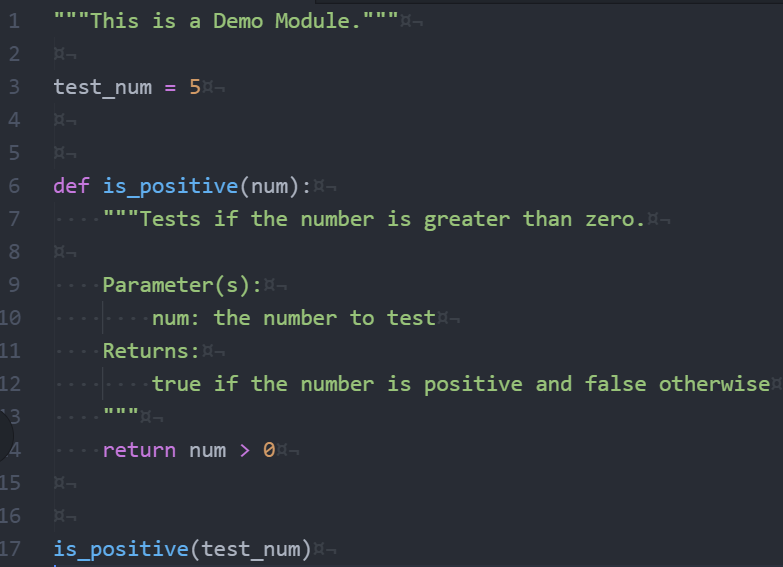 1 """This is a Demo Module."""¤¬
2 ¤¬
3 test_num = 5¤¬
4 ¤¬
5 ¤¬
6 def is_positive(num):¤¬
7 ····"""Tests if the number is greater than zero.¤¬
8 ¤¬
9 ····Parameter(s):¤¬
10 ········num: the number to test¤¬
11 ····Returns:¤¬
12 ········true if the number is positive and false otherwise¤
13 ····"""¤¬
14 ····return num > 0¤¬
15 ¤¬
16 ¤¬
17 is_positive(test_num)¤¬